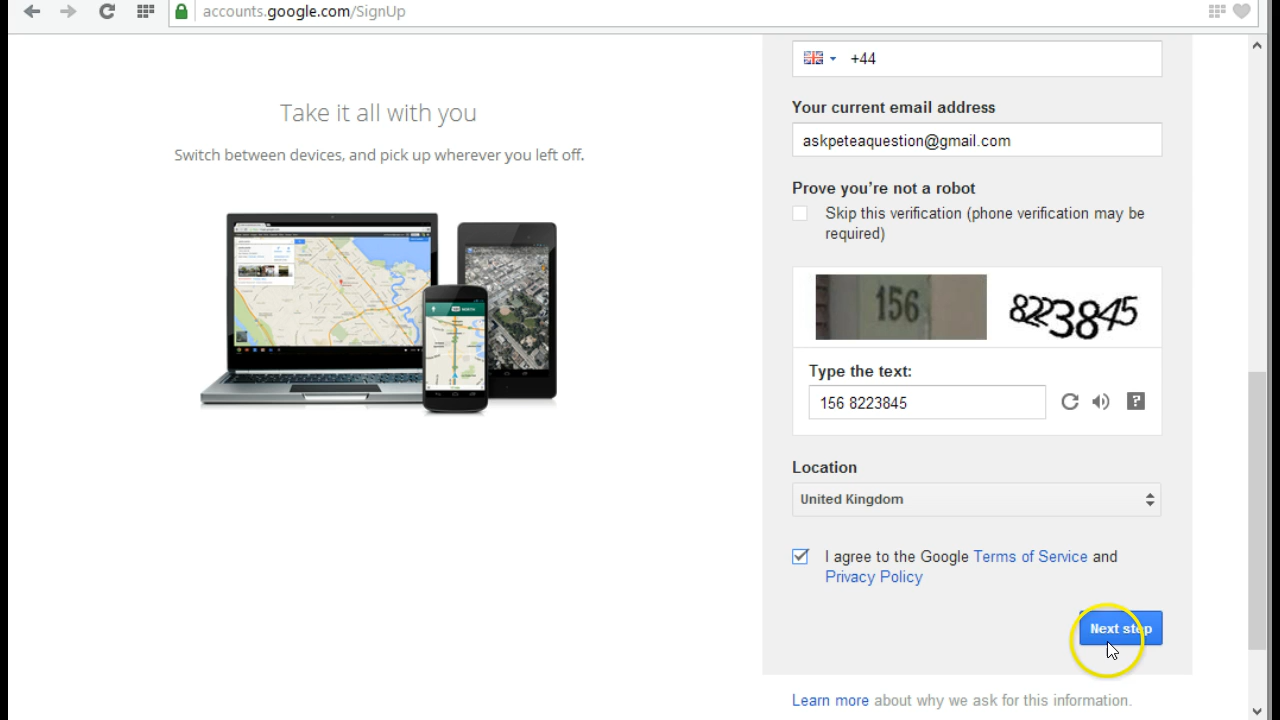 accounts.google.com/SignUp
Take it all with you
Switch between devices, and pick up wherever you left off.
+44
Your current email address
askpeteaquestion@gmail.com
Prove you're not a robot
Skip this verification (phone verification may be
required)
156
8223845
Type the text:
156 8223845
?
Location
United Kingdom
I agree to the Google Terms of Service and
Privacy Policy
Next step
Learn more about why we ask for this information.